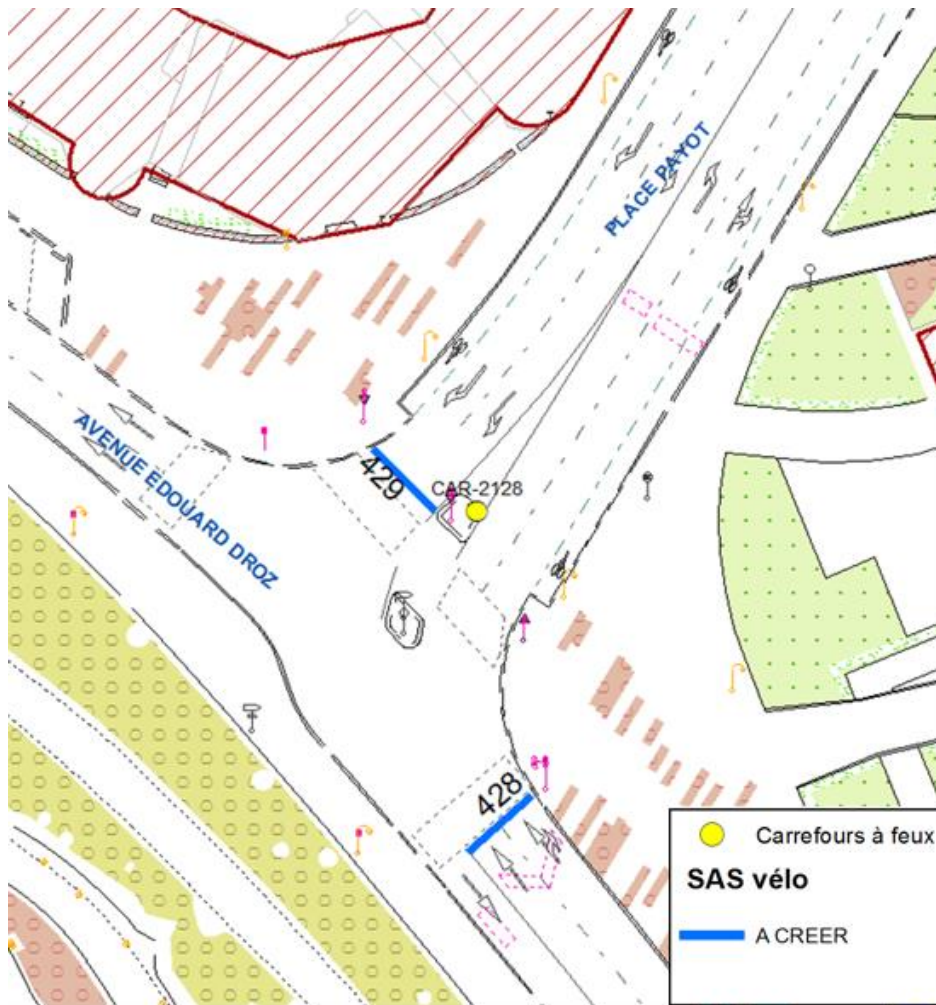 PLACE PAYOT
AVENUE EDOUARD DROZ
429
CAR-2128
428
Carrefours à feux
SAS vélo
A CREER